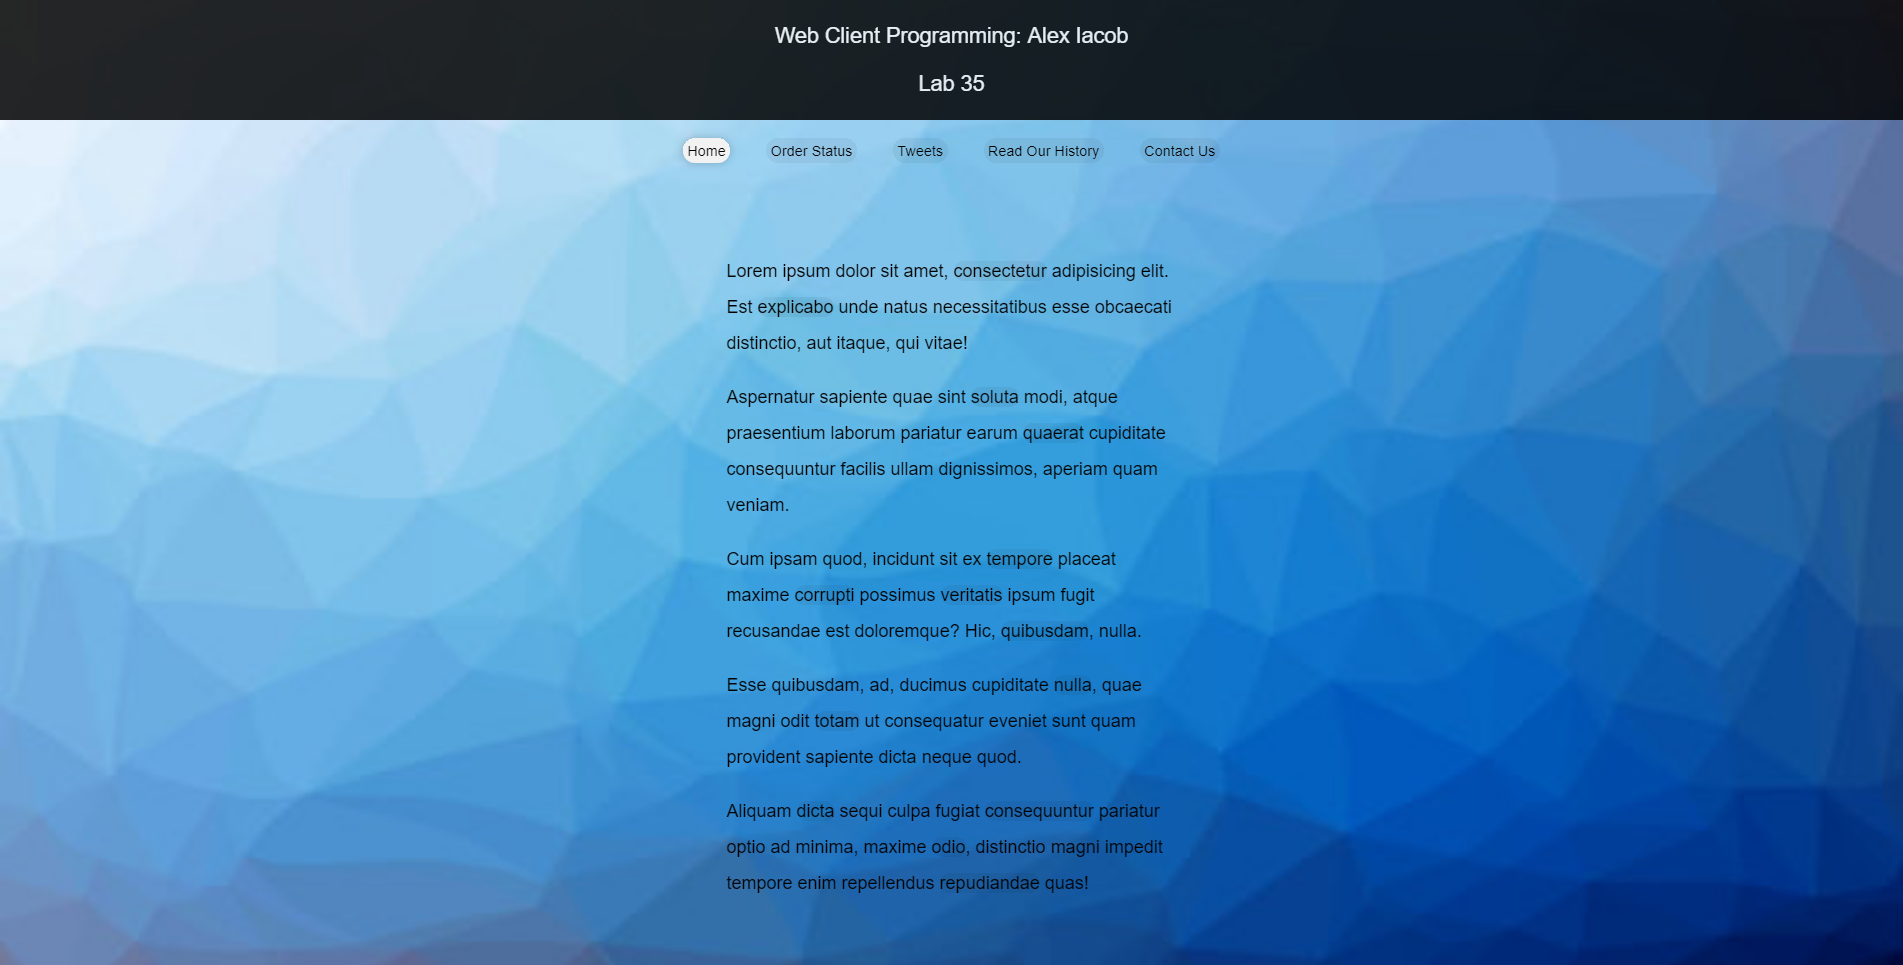 Web Client Programming: Alex Iacob
Lab 35
Home Order Status Tweets Read Our History Contact Us
Lorem ipsum dolor sit amet, consectetur adipisicing elit.
Est explicabo unde natus necessitatibus esse obcaecati
distinctio, aut itaque, qui vitae!
Aspernatur sapiente quae sint soluta modi, atque
praesentium laborum pariatur earum quaerat cupiditate
consequuntur facilis ullam dignissimos, aperiam quam
veniam.
Cum ipsam quod, incidunt sit ex tempore placeat
maxime corrupti possimus veritatis ipsum fugit
recusandae est doloremque? Hic, quibusdam, nulla.
Esse quibusdam, ad, ducimus cupiditate nulla, quae
magni odit totam ut consequatur eveniet sunt quam
provident sapiente dicta neque quod.
Aliquam dicta sequi culpa fugiat consequuntur pariatur
optio ad minima, maxime odio, distinctio magni impedit
tempore enim repellendus repudiandae quas!